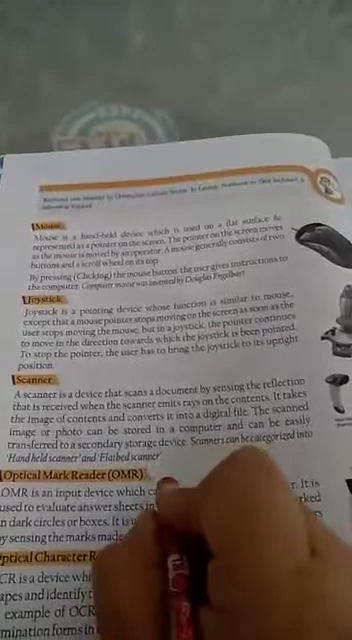 Mouse
Mouse is a hand-held device which is used on a flat surface &
represented as a pointer on the screen. The pointer on the screen moves
as the mouse is moved by an operator. A mouse generally consists of two
buttons and a scroll wheel on its top.
By pressing (Clicking) the mouse button, the user gives instructions to
the computer. Computer mouse was invented by Douglas Engelbart
Joystick
Joystick is a pointing device whose function is similar to mouse,
except that a mouse pointer stops moving on the screen as soon as the
user stops moving the mouse, but in a joystick, the pointer continues
to move in the direction towards which the joystick is been pointed.
To stop the pointer, the user has to bring the joystick to its upright
position.
Scanner
A scanner is a device that scans a document by sensing the reflection
that is received when the scanner emits rays on the contents. It takes
the image of contents and converts it into a digital file. The scanned
image or photo can be stored in a computer and can be easily
transferred to a secondary storage device. Scanners can be categorized into
'Hand held scanner' and 'Flatbed scanner'
Optical Mark Reader (OMR)
OMR is an input device which
It is
used to evaluate answer sheets in
n dark circles or boxes. It is
y sensing the marks made
ptical Character R
CR is a device
apes and identify t
example of OCR
mination forms in